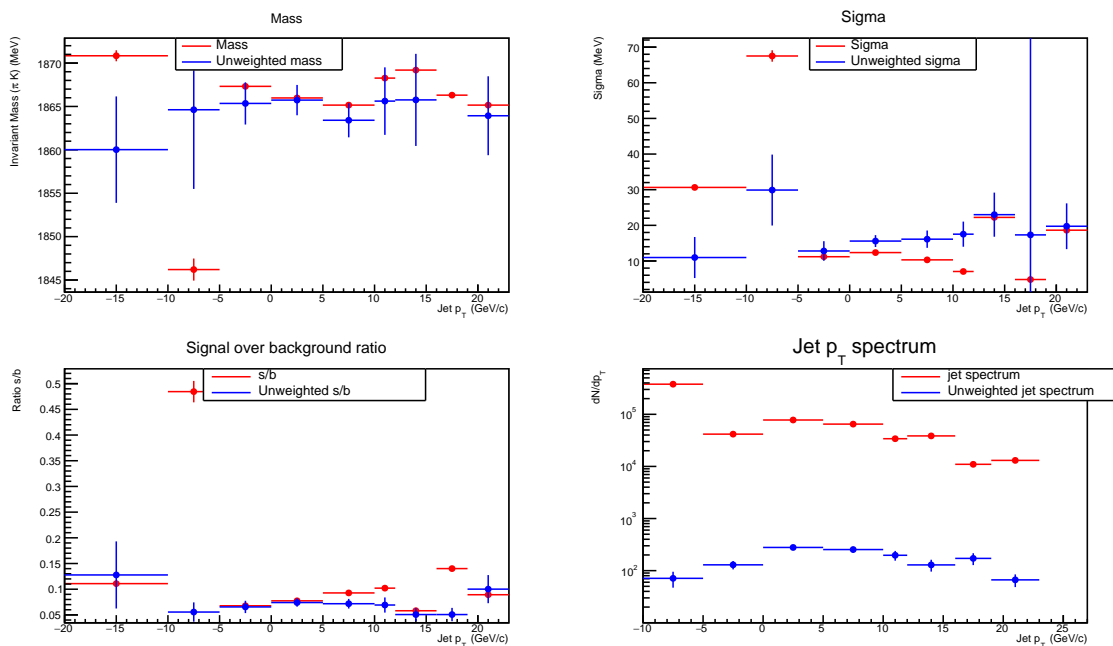 Mass
Invariant Mass (π K) (MeV)
1870
1865
1860
1855
1850
1845
Mass
Unweighted mass
−20 −15 −10 −5 0 5 10 15 20
Jet p_T (GeV/c)
Sigma
Sigma (MeV)
70
60
50
40
30
20
10
Sigma
Unweighted sigma
−20 −15 −10 −5 0 5 10 15 20
Jet p_T (GeV/c)
Signal over background ratio
Ratio s/b
0.5
0.45
0.4
0.35
0.3
0.25
0.2
0.15
0.1
0.05
s/b
Unweighted s/b
−20 −15 −10 −5 0 5 10 15 20
Jet p_T (GeV/c)
Jet p_T spectrum
dN/dp_T
10^5
10^4
10^3
10^2
jet spectrum
Unweighted jet spectrum
−10 −5 0 5 10 15 20 25
Jet p_T (GeV/c)